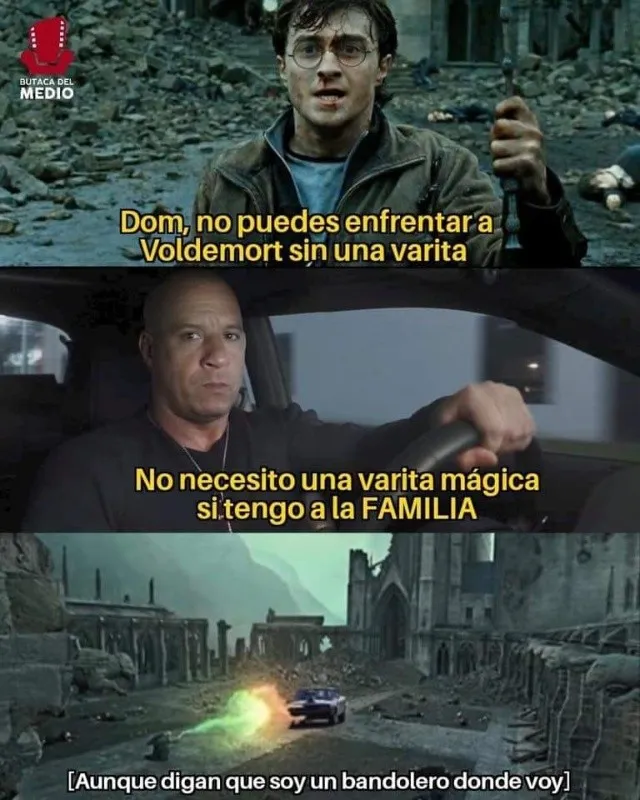 BUTACA DEL
MEDIO
Dom, no puedes enfrentar a
Voldemort sin una varita
No necesito una varita mágica
si tengo a la FAMILIA
[Aunque digan que soy un bandolero donde voy]